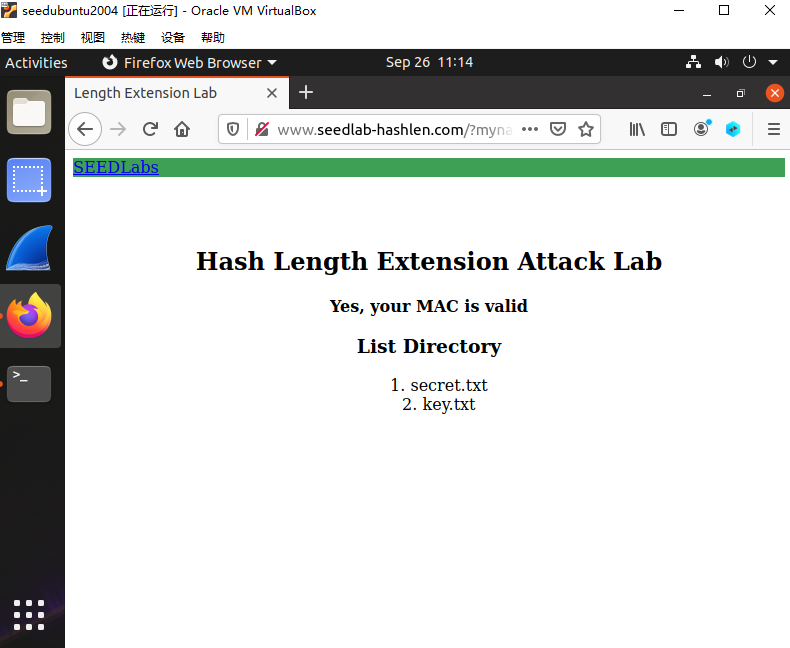 seedubuntu2004 [正在运行] - Oracle VM VirtualBox
管理 控制 视图 热键 设备 帮助
Activities Firefox Web Browser Sep 26 11:14
Length Extension Lab
www.seedlab-hashlen.com/?myna
SEEDLabs
Hash Length Extension Attack Lab
Yes, your MAC is valid
List Directory
1. secret.txt
2. key.txt